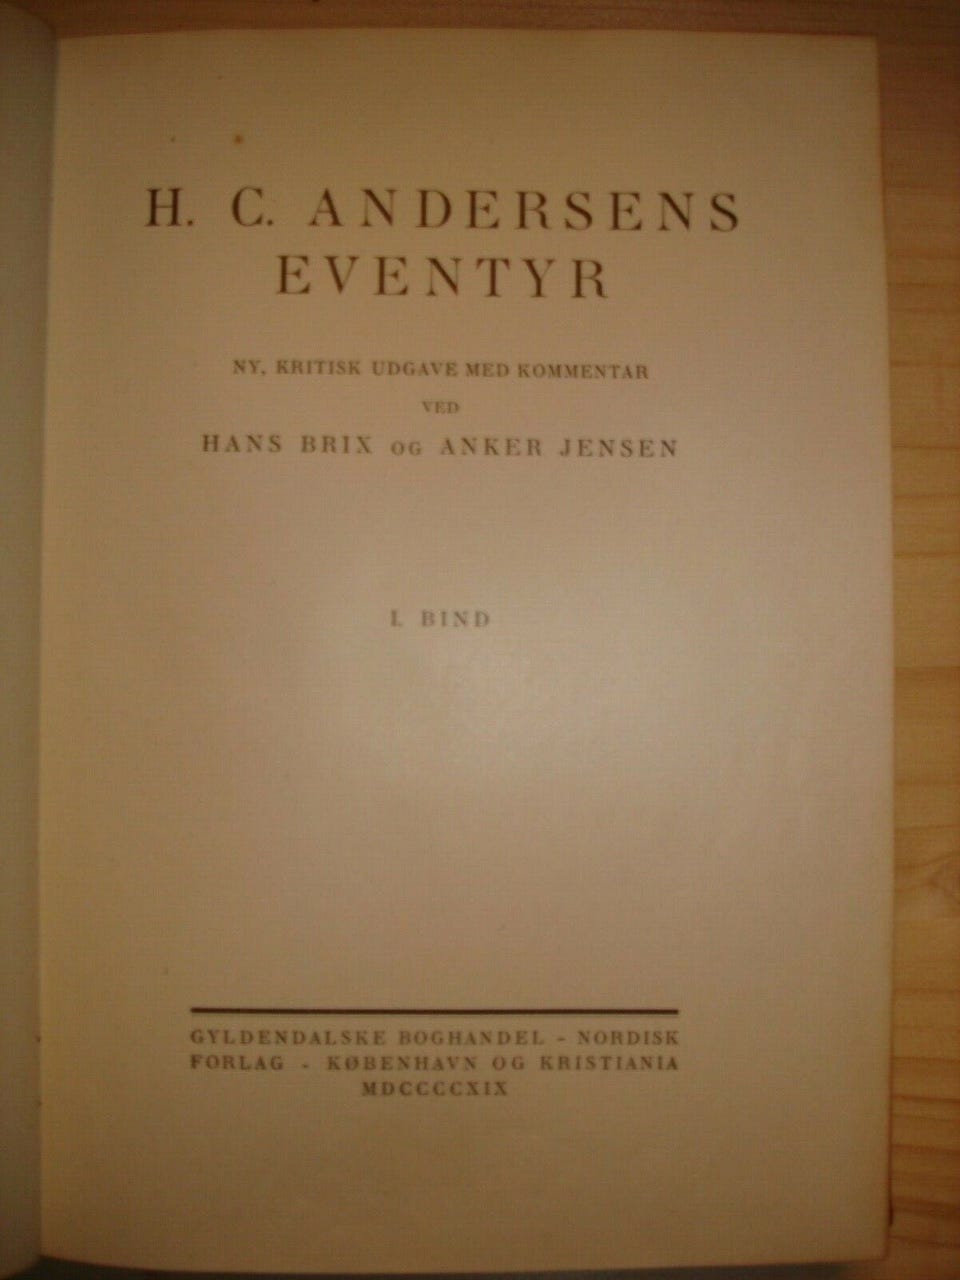 H. C. ANDERSENS
EVENTYR
NY, KRITISK UDGAVE MED KOMMENTAR
VED
HANS BRIX OG ANKER JENSEN
I. BIND
GYLDENDALSKE BOGHANDEL - NORDISK
FORLAG - KØBENHAVN OG KRISTIANIA
MDCCCCXIX